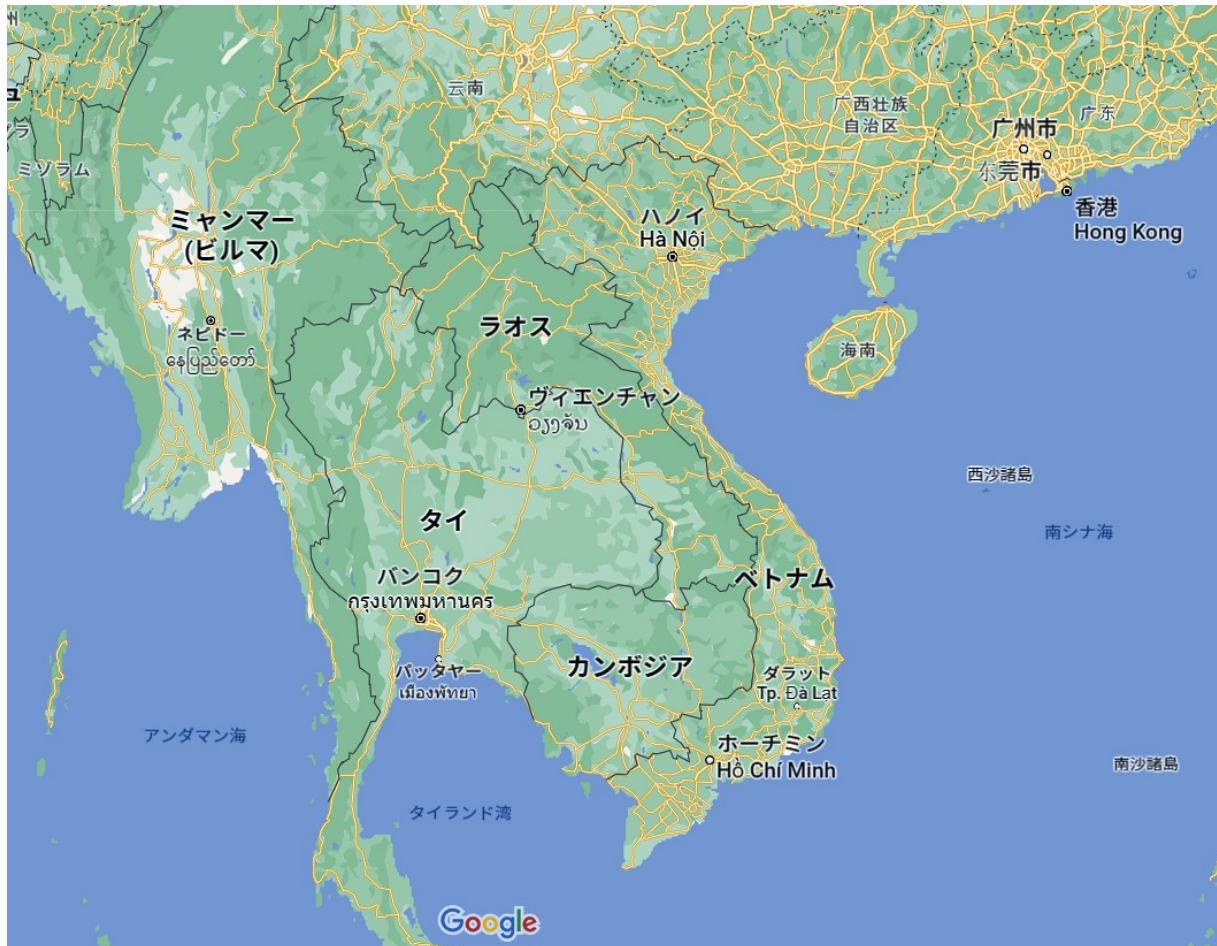 云南
广西壮族
自治区
广东
广州市
东莞市
香港
Hong Kong
ミゾラム
ミャンマー
(ビルマ)
ハノイ
Hà Nội
ネピドー
နေပြည်တော်
ラオス
海南
ヴィエンチャン
ວຽງຈັນ
西沙諸島
南シナ海
タイ
バンコク
กรุงเทพมหานคร
ベトナム
パッタヤー
เมืองพัทยา
カンボジア
ダラット
Tp. Đà Lạt
アンダマン海
ホーチミン
Hồ Chí Minh
南沙諸島
タイランド湾
Google